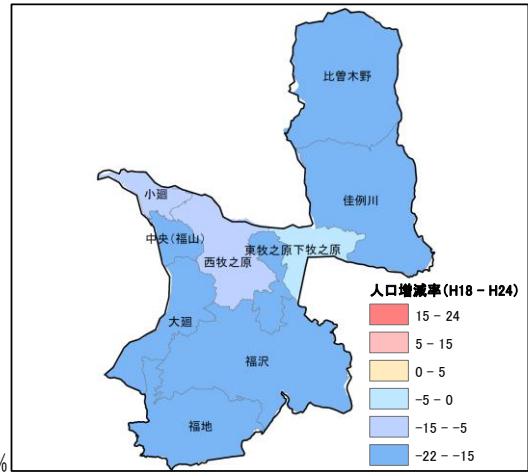 比曽木野
佳例川
小廻
中央(福山)
西牧之原
東牧之原
下牧之原
大廻
福沢
福地
人口増減率(H18 - H24)
15 - 24
5 - 15
0 - 5
-5 - 0
-15 - -5
-22 - -15
%